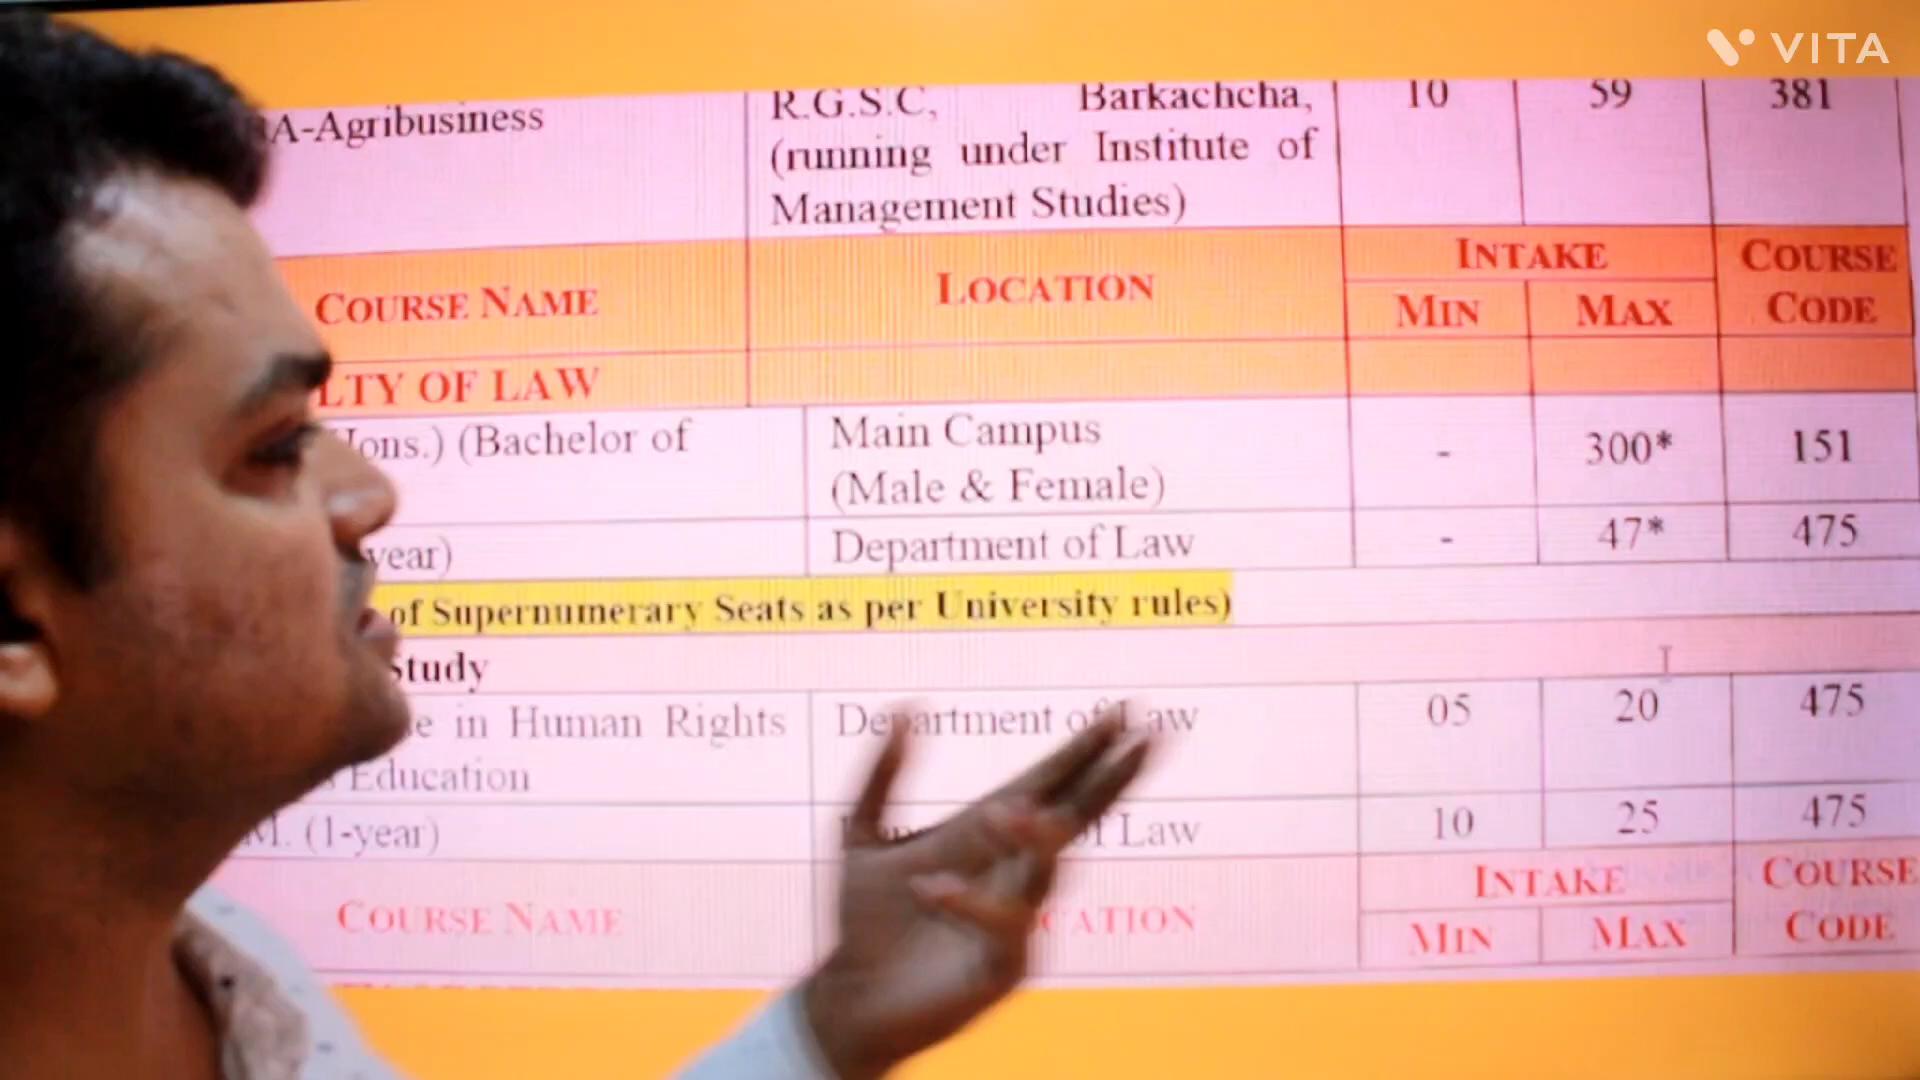 VITA
A-Agribusiness R.G.S.C, Barkachcha, 10 59 381
(running under Institute of
Management Studies)
COURSE NAME LOCATION INTAKE COURSE
MIN MAX CODE
LTY OF LAW
ons.) (Bachelor of Main Campus - 300* 151
(Male & Female)
year) Department of Law - 47* 475
of Supernumerary Seats as per University rules)
Study
e in Human Rights Department of Law 05 20 475
Education
M. (1-year) Law 10 25 475
COURSE NAME CATION INTAKE COURSE
MIN MAX CODE